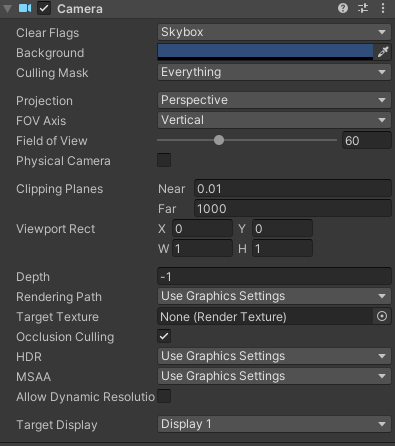 Camera
Clear Flags Skybox
Background
Culling Mask Everything
Projection Perspective
FOV Axis Vertical
Field of View 60
Physical Camera
Clipping Planes Near 0.01
Far 1000
Viewport Rect X 0 Y 0
W 1 H 1
Depth -1
Rendering Path Use Graphics Settings
Target Texture None (Render Texture)
Occlusion Culling
HDR Use Graphics Settings
MSAA Use Graphics Settings
Allow Dynamic Resolutio
Target Display Display 1